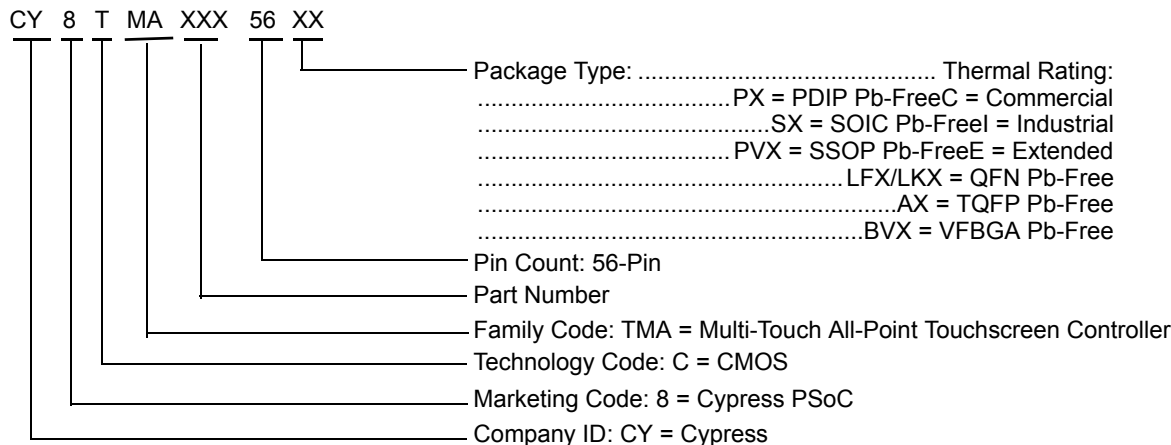 CY 8 T MA XXX 56 XX
Package Type: ............................................. Thermal Rating:
......................................PX = PDIP Pb-FreeC = Commercial
............................................SX = SOIC Pb-FreeI = Industrial
......................................PVX = SSOP Pb-FreeE = Extended
.......................................................LFX/LKX = QFN Pb-Free
...............................................................AX = TQFP Pb-Free
..........................................................BVX = VFBGA Pb-Free
Pin Count: 56-Pin
Part Number
Family Code: TMA = Multi-Touch All-Point Touchscreen Controller
Technology Code: C = CMOS
Marketing Code: 8 = Cypress PSoC
Company ID: CY = Cypress